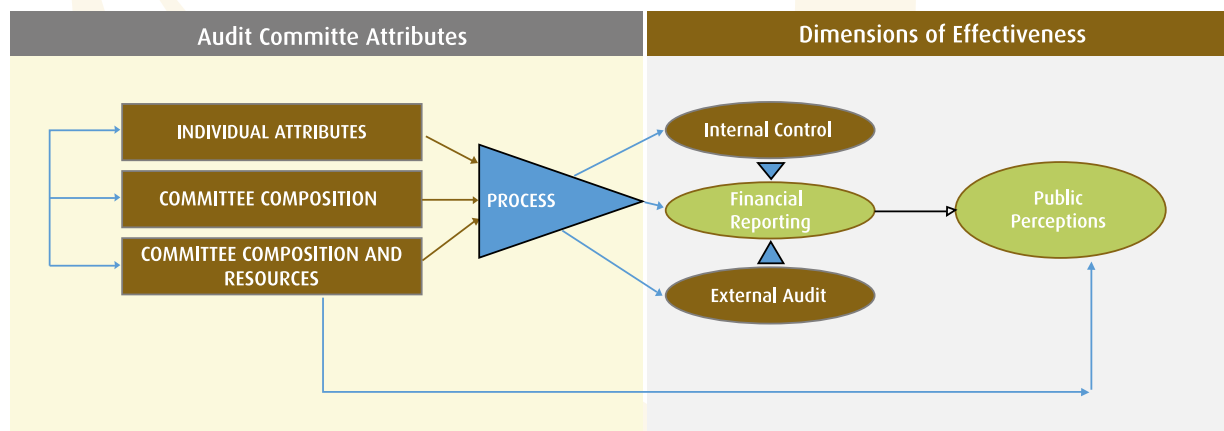 Audit Committe Attributes
Dimensions of Effectiveness
INDIVIDUAL ATTRIBUTES
COMMITTEE COMPOSITION
COMMITTEE COMPOSITION AND
RESOURCES
PROCESS
Internal Control
Financial
Reporting
External Audit
Public
Perceptions